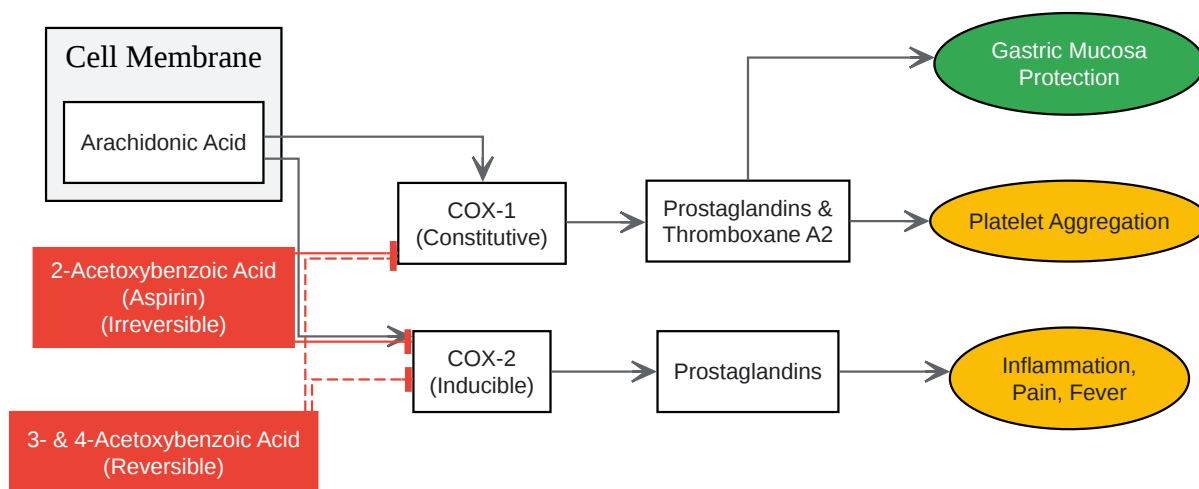 Cell Membrane
Arachidonic Acid
Gastric Mucosa
Protection
COX-1
(Constitutive)
Prostaglandins &
Thromboxane A2
Platelet Aggregation
2-Acetoxybenzoic Acid
(Aspirin)
(Irreversible)
COX-2
(Inducible)
Prostaglandins
Inflammation,
Pain, Fever
3- & 4-Acetoxybenzoic Acid
(Reversible)